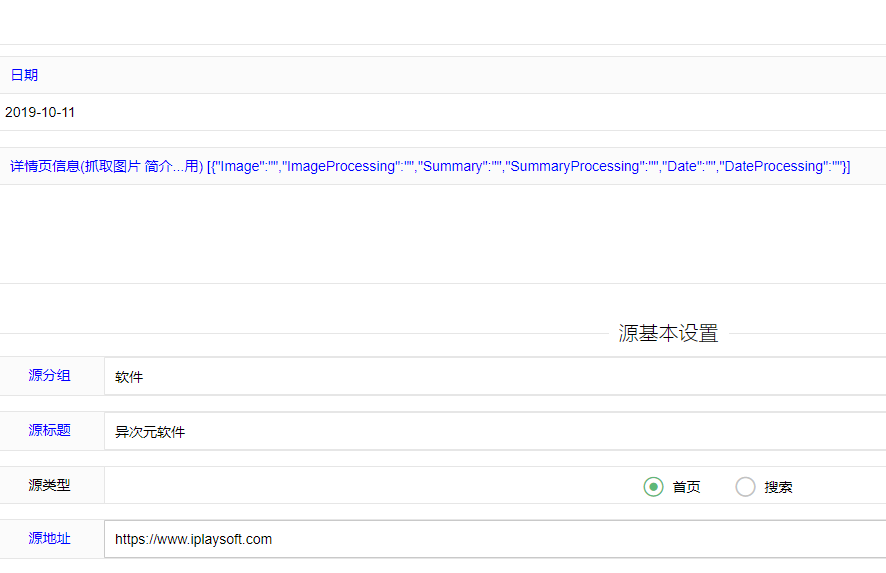 日期
2019-10-11
详情页信息(抓取图片 简介...用) [{"Image":"","ImageProcessing":"","Summary":"","SummaryProcessing":"","Date":"","DateProcessing":""}]
源基本设置
源分组 软件
源标题 异次元软件
源类型 首页 搜索
源地址 https://www.iplaysoft.com